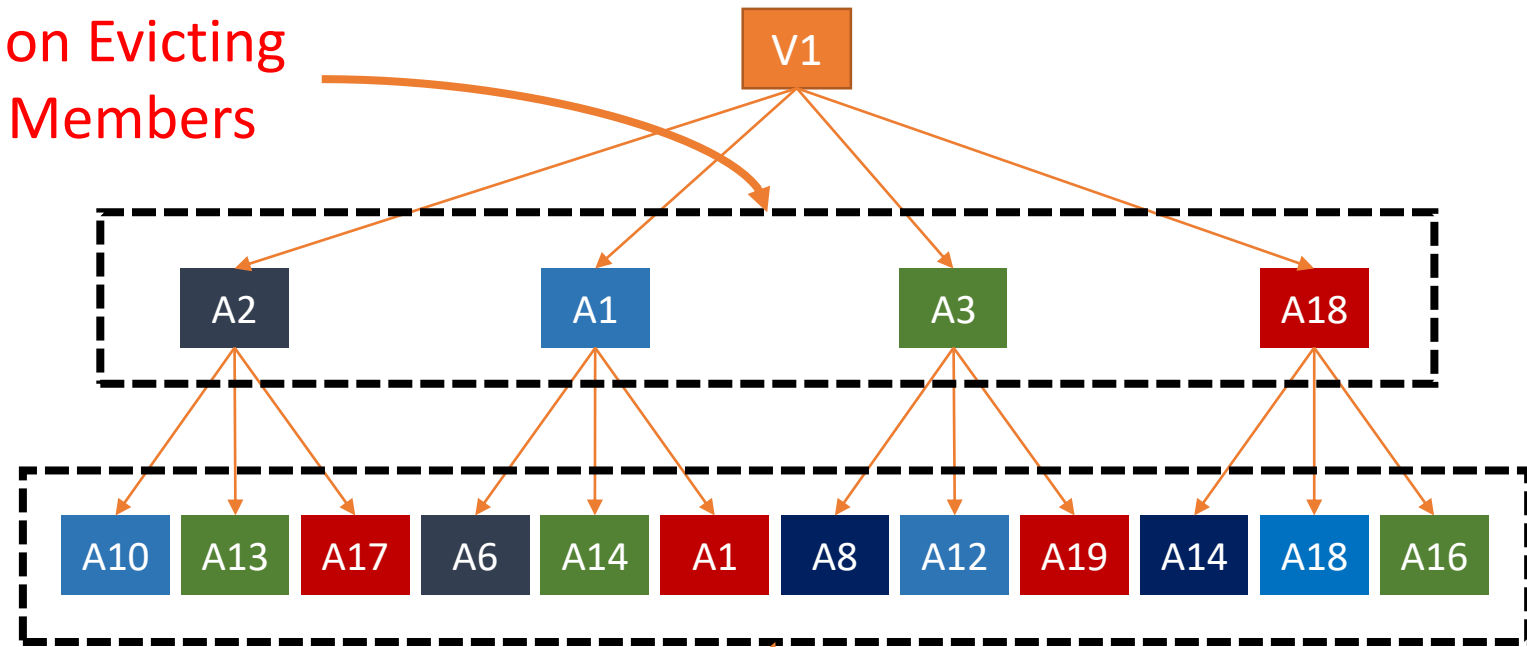 on Evicting
Members
V1
A2 A1 A3 A18
A10 A13 A17 A6 A14 A1 A8 A12 A19 A14 A18 A16